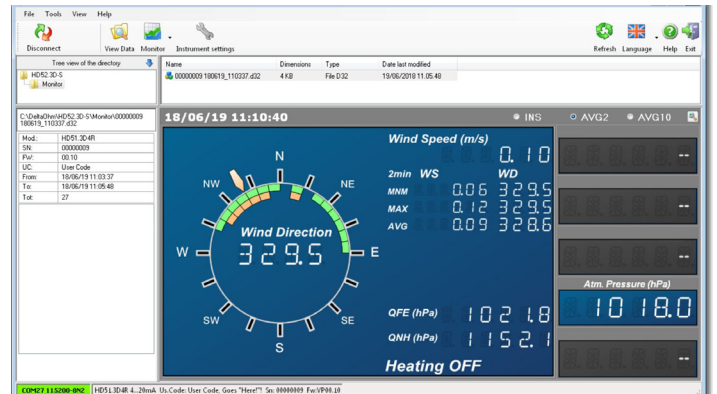 File Tools View Help
Disconnect View Data Monitor Instrument settings Refresh Language Help Exit
Tree view of the directory
HD52.3D-S
Monitor
Name Dimensions Type Date last modified
00000009 180619_110337.d32 4 KB File D32 19/06/2018 11.05.48
C:\DeltaOhm\HD52.3D-S\Monitor\00000009
180619_110337.d32
Mod.: HD51.3D4R
SN: 00000009
FW: 00.10
UC: User Code
From: 18/06/19 11:03:37
To: 18/06/19 11:05:48
Tot: 27
18/06/19 11:10:40 INS AVG2 AVG10
N
NE
E
SE
S
SW
W
NW
Wind Direction
329.5
Wind Speed (m/s)
0.10
2min WS WD
MNM 0.06 329.5
MAX 0.12 329.5
AVG 0.09 328.6
QFE (hPa) 1021.8
QNH (hPa) 1152.1
Heating OFF
--
--
--
Atm. Pressure (hPa)
1018.0
--
COM27 115200-8N2 HD51.3D4R 4...20mA Us.Code: User Code, Goes "Here!"! Sn: 00000009 Fw:VP00.10